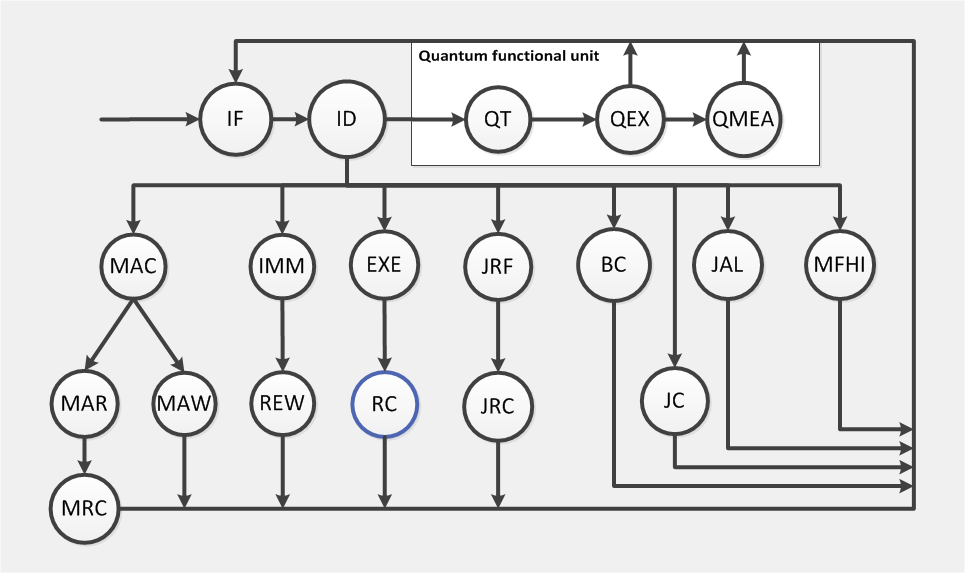 Quantum functional unit
IF
ID
QT
QEX
QMEA
MAC
IMM
EXE
JRF
BC
JAL
MFHI
MAR
MAW
REW
RC
JRC
JC
MRC